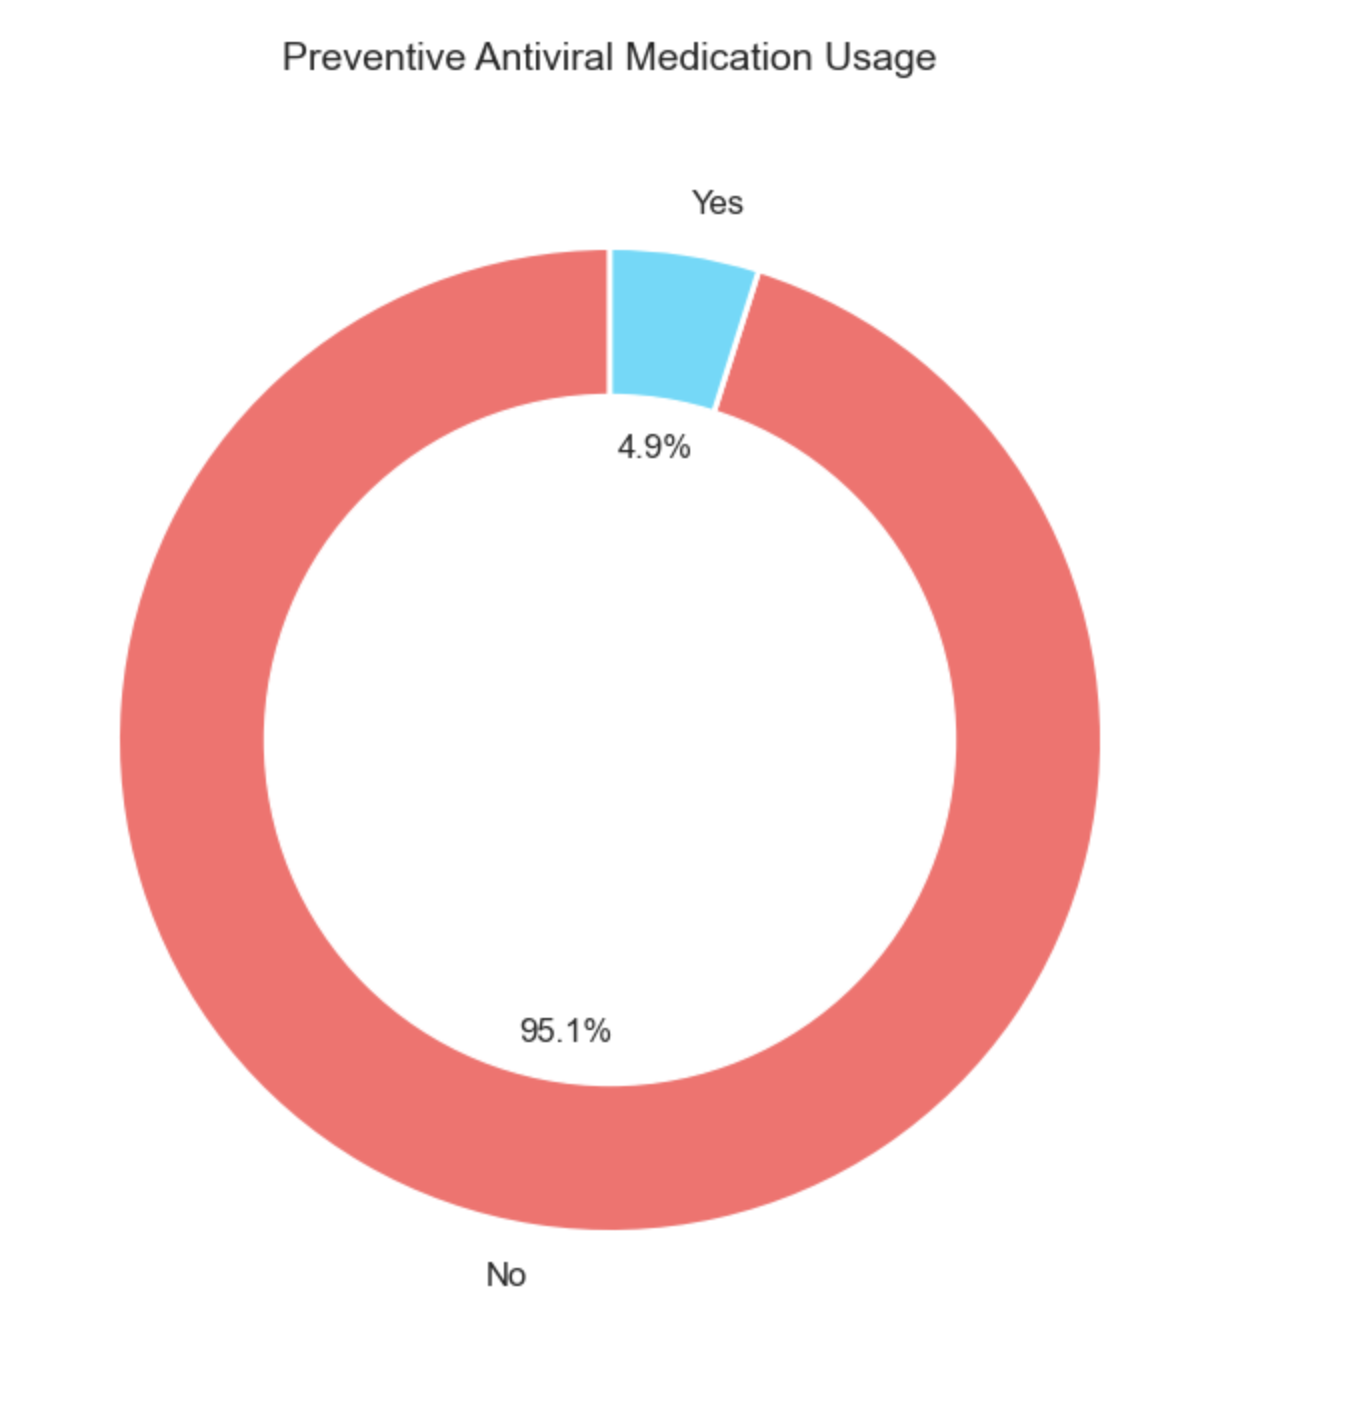 Preventive Antiviral Medication Usage
Yes
4.9%
95.1%
No